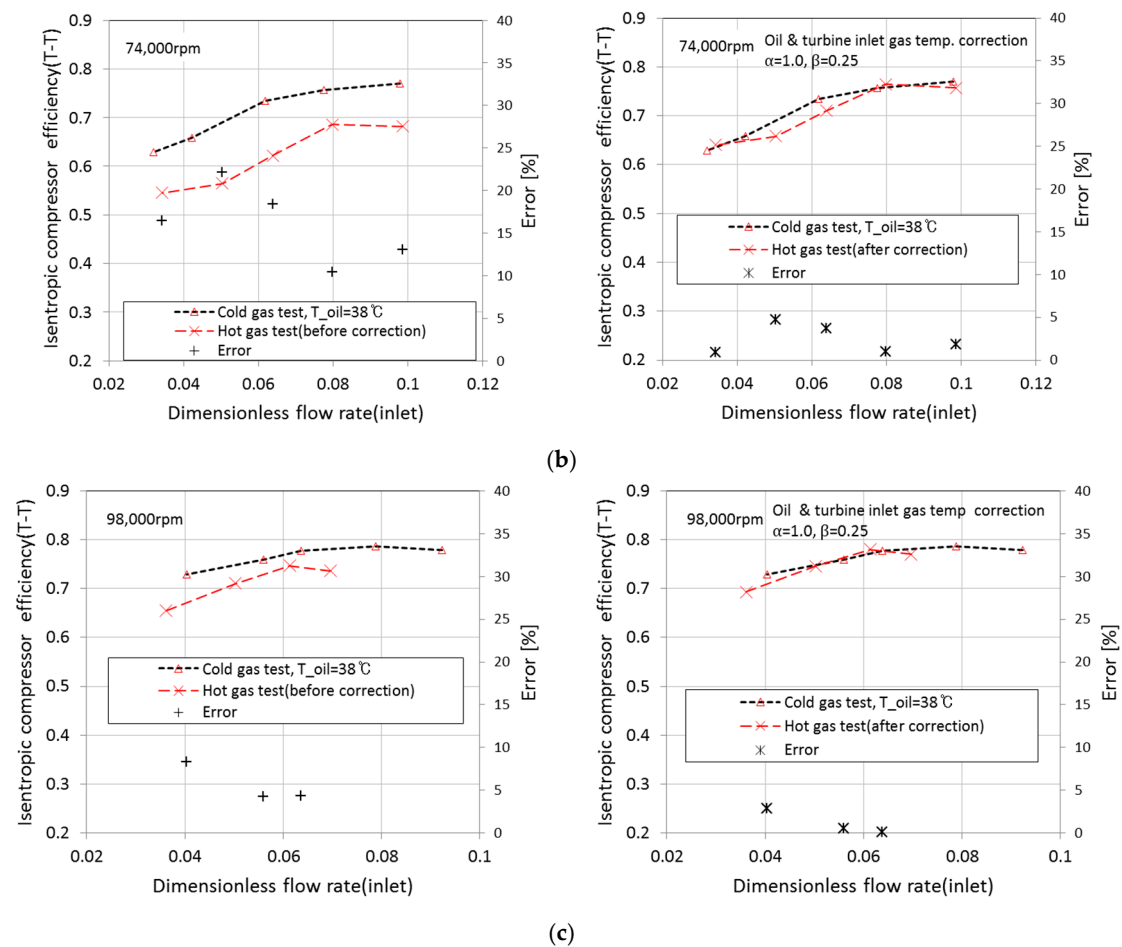 Isentropic compressor efficiency(T-T)
0.9
0.8
0.7
0.6
0.5
0.4
0.3
0.2
74,000rpm
Cold gas test, T_oil=38℃
Hot gas test(before correction)
Error
40
35
30
25
20
15
10
5
0
Error [%]
0.02 0.04 0.06 0.08 0.1 0.12
Dimensionless flow rate(inlet)
Isentropic compressor efficiency(T-T)
0.9
0.8
0.7
0.6
0.5
0.4
0.3
0.2
74,000rpm
Oil & turbine inlet gas temp. correction
α=1.0, β=0.25
Cold gas test, T_oil=38℃
Hot gas test(after correction)
Error
40
35
30
25
20
15
10
5
0
Error [%]
0.02 0.04 0.06 0.08 0.1 0.12
Dimensionless flow rate(inlet)
(b)
Isentropic compressor efficiency(T-T)
0.9
0.8
0.7
0.6
0.5
0.4
0.3
0.2
98,000rpm
Cold gas test, T_oil=38℃
Hot gas test(before correction)
Error
40
35
30
25
20
15
10
5
0
Error [%]
0.02 0.04 0.06 0.08 0.1
Dimensionless flow rate(inlet)
Isentropic compressor efficiency(T-T)
0.9
0.8
0.7
0.6
0.5
0.4
0.3
0.2
98,000rpm
Oil & turbine inlet gas temp correction
α=1.0, β=0.25
Cold gas test, T_oil=38℃
Hot gas test(after correction)
Error
40
35
30
25
20
15
10
5
0
Error [%]
0.02 0.04 0.06 0.08 0.1
Dimensionless flow rate(inlet)
(c)